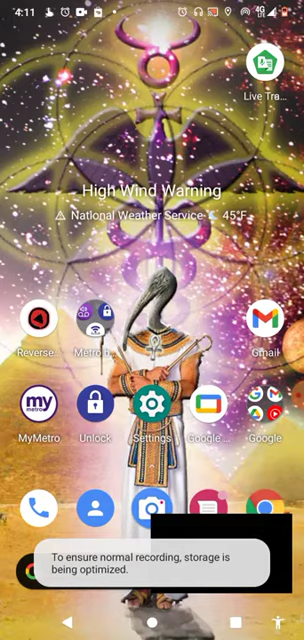 4:11
4G
LTE
Live Tra...
High Wind Warning
National Weather Service 45°F
Reverse...
Gmail
my
metro
MyMetro
Unlock
Settings
Google ...
Google
To ensure normal recording, storage is
being optimized.